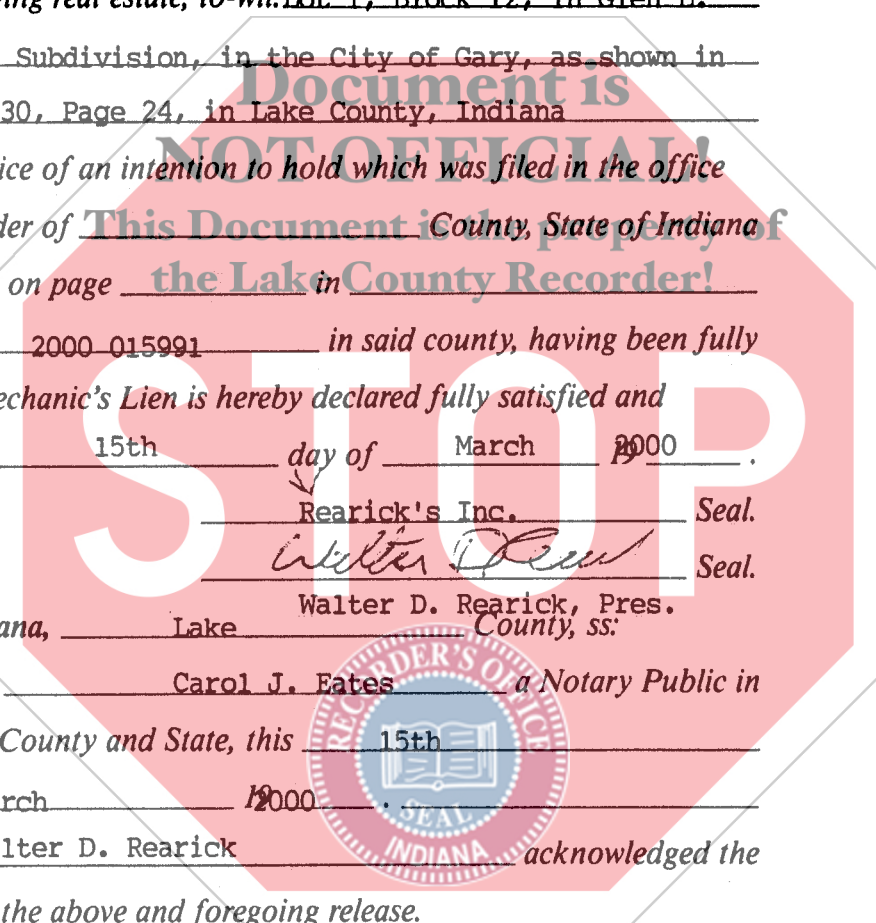 ing real estate, to-wit: Lot 1, Block 12, in Glen L.
Subdivision, in the City of Gary, as shown in
Document is
30, Page 24, in Lake County, Indiana
NOT OFFICIAL!
ice of an intention to hold which was filed in the office
This Document is the property of
der of County, State of Indiana
the Lake County Recorder!
on page in
2000 015991 in said county, having been fully
STOP
echanic's Lien is hereby declared fully satisfied and
15th day of March 2000 .
Rearick's Inc. Seal.
Walter D Rearick Seal.
Walter D. Rearick, Pres.
ana, Lake County, ss:
RECORDER'S OFFICE
Carol J. Eates a Notary Public in
County and State, this 15th
rch 2000 .
SEAL
INDIANA
lter D. Rearick acknowledged the
the above and foregoing release.